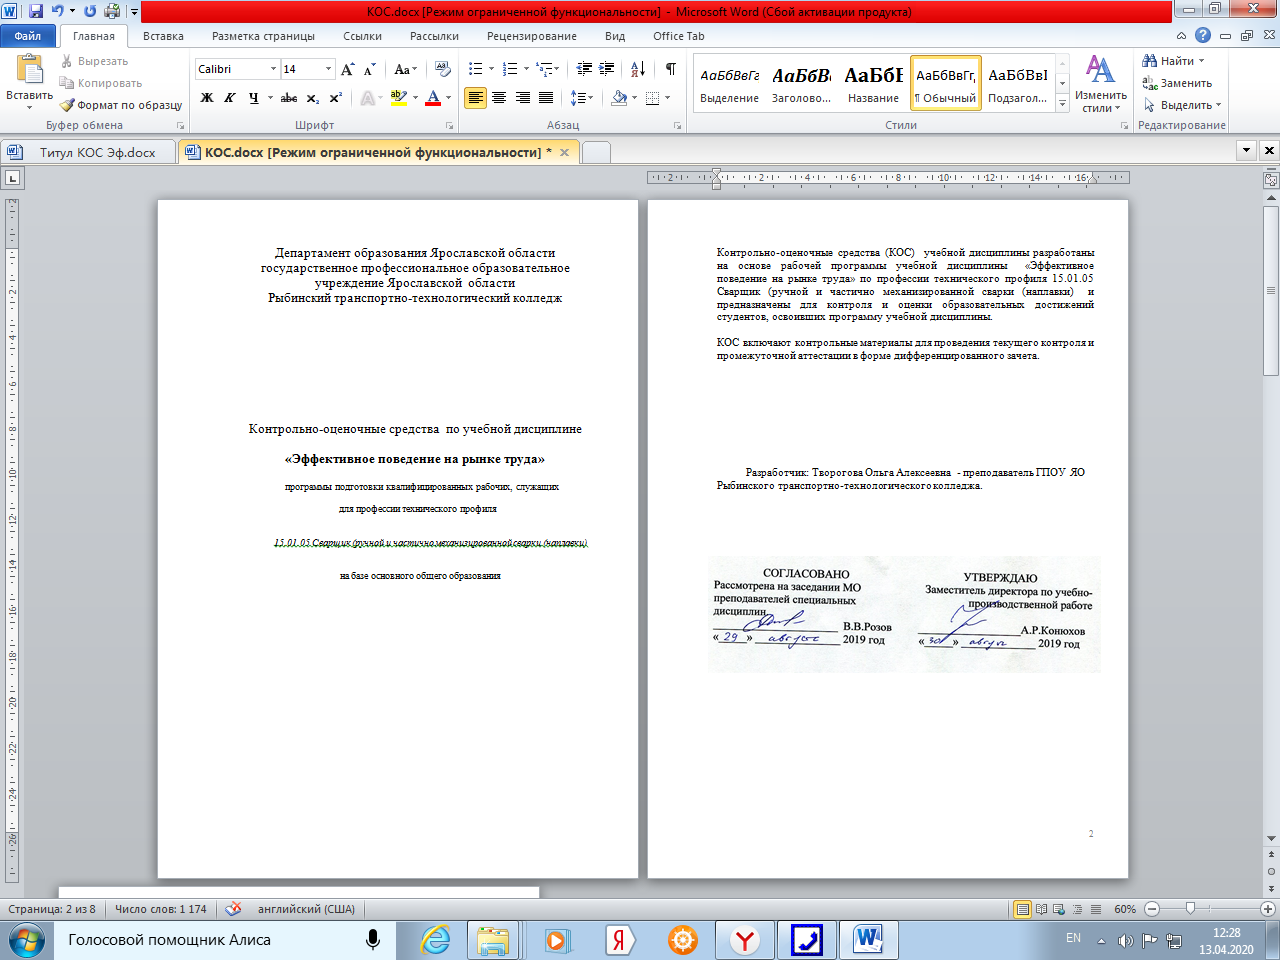 КОС.docx [Режим ограниченной функциональности] - Microsoft Word (Сбой активации продукта)
Файл Главная Вставка Разметка страницы Ссылки Рассылки Рецензирование Вид Office Tab
Вставить
Вырезать
Копировать
Формат по образцу
Буфер обмена
Calibri 14
Шрифт
Абзац
АаБбВвГг Выделение
АаБбВв Заголово...
АаБбВ Название
АаБбВвГг ¶ Обычный
АаБбВвІ Подзагол...
Стили
Изменить стили
Найти
Заменить
Выделить
Редактирование
Титул КОС Эф.docx
КОС.docx [Режим ограниченной функциональности] *
Департамент образования Ярославской области
государственное профессиональное образовательное
учреждение Ярославской области
Рыбинский транспортно-технологический колледж
Контрольно-оценочные средства по учебной дисциплине
«Эффективное поведение на рынке труда»
программы подготовки квалифицированных рабочих, служащих
для профессии технического профиля
15.01.05 Сварщик (ручной и частично механизированной сварки (наплавки)
на базе основного общего образования
Контрольно-оценочные средства (КОС) учебной дисциплины разработаны
на основе рабочей программы учебной дисциплины «Эффективное
поведение на рынке труда» по профессии технического профиля 15.01.05
Сварщик (ручной и частично механизированной сварки (наплавки) и
предназначены для контроля и оценки образовательных достижений
студентов, освоивших программу учебной дисциплины.
КОС включают контрольные материалы для проведения текущего контроля и
промежуточной аттестации в форме дифференцированного зачета.
Разработчик: Творогова Ольга Алексеевна - преподаватель ГПОУ ЯО
Рыбинского транспортно-технологического колледжа.
СОГЛАСОВАНО
Рассмотрена на заседании МО
преподавателей специальных
дисциплин
В.В.Розов
« 29 » август 2019 год
УТВЕРЖДАЮ
Заместитель директора по учебно-
производственной работе
А.Р.Конюхов
« 30 » август 2019 год
2
Страница: 2 из 8 Число слов: 1 174 английский (США) 60%
Голосовой помощник Алиса
EN
12:28
13.04.2020